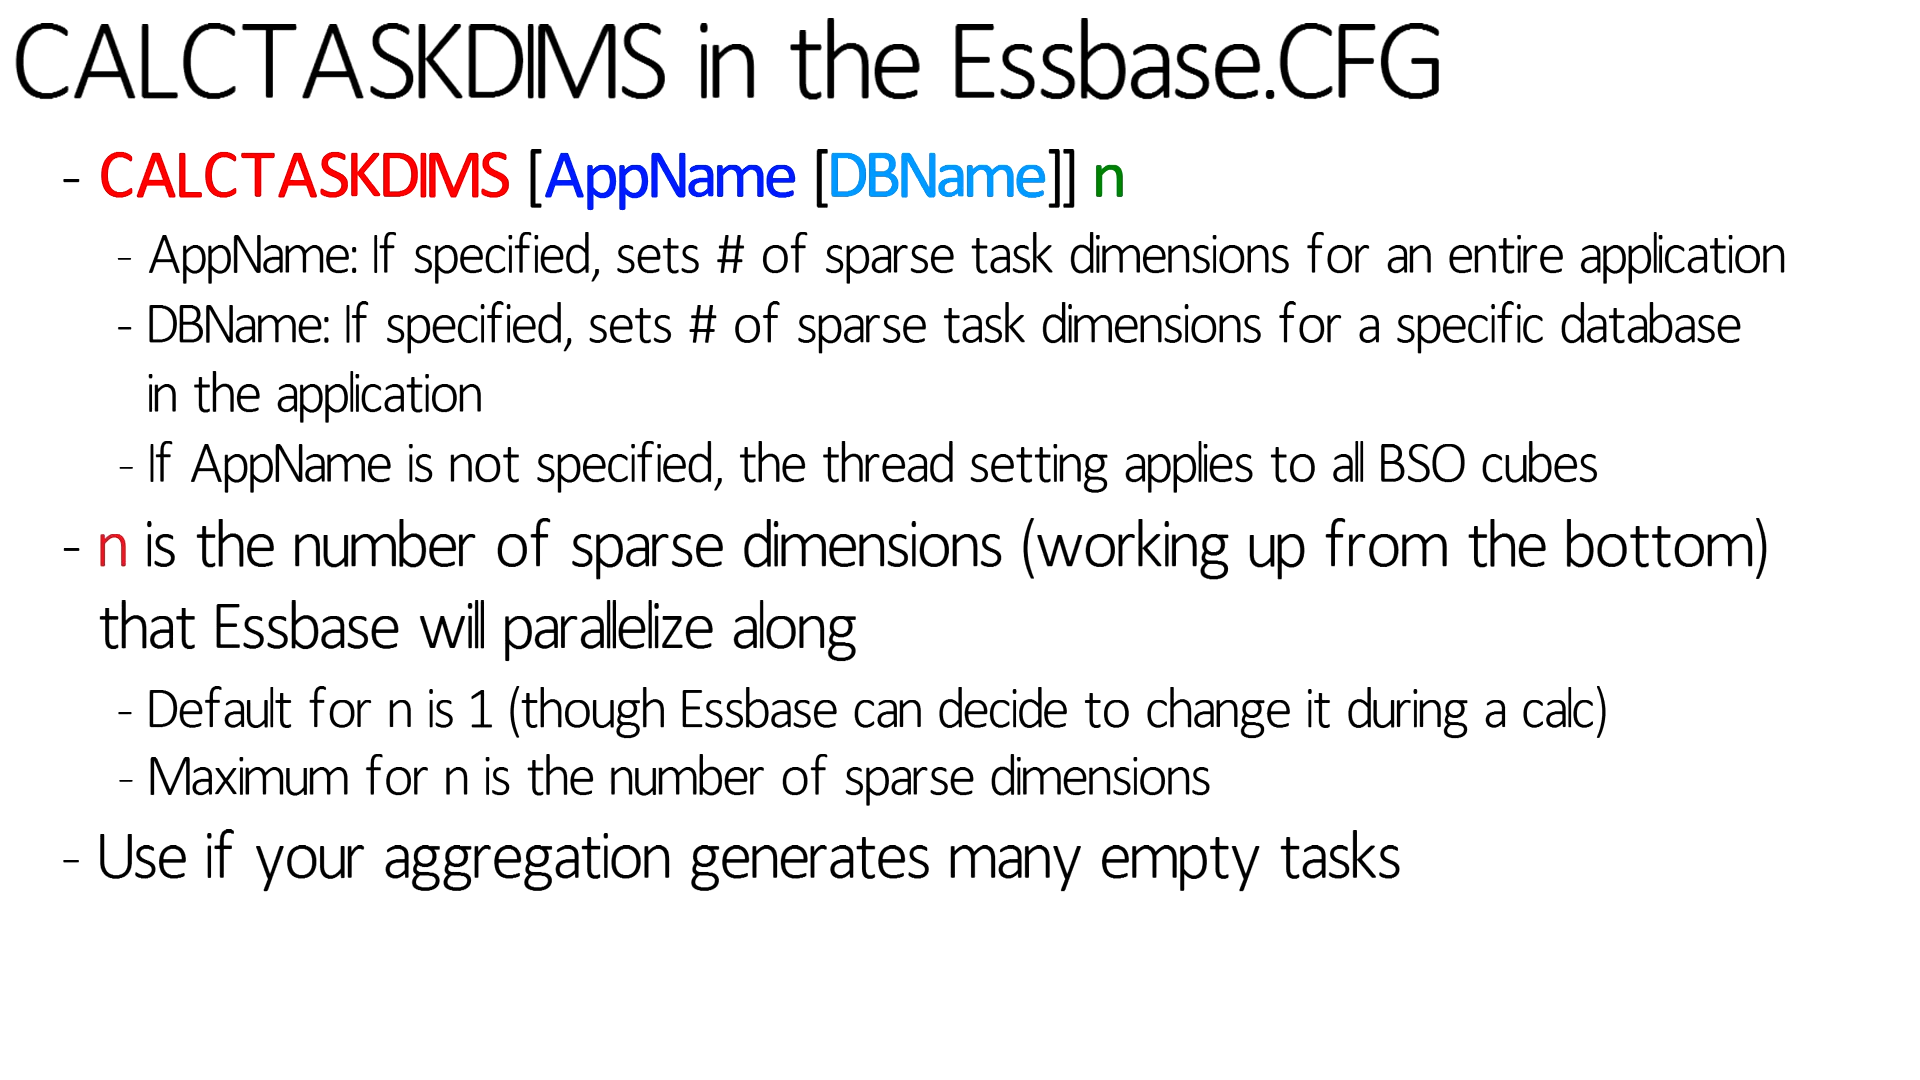 CALCTASKDIMS in the Essbase.CFG
- CALCTASKDIMS [AppName [DBName]] n
- AppName: If specified, sets # of sparse task dimensions for an entire application
- DBName: If specified, sets # of sparse task dimensions for a specific database
in the application
- If AppName is not specified, the thread setting applies to all BSO cubes
- n is the number of sparse dimensions (working up from the bottom)
that Essbase will parallelize along
- Default for n is 1 (though Essbase can decide to change it during a calc)
- Maximum for n is the number of sparse dimensions
- Use if your aggregation generates many empty tasks